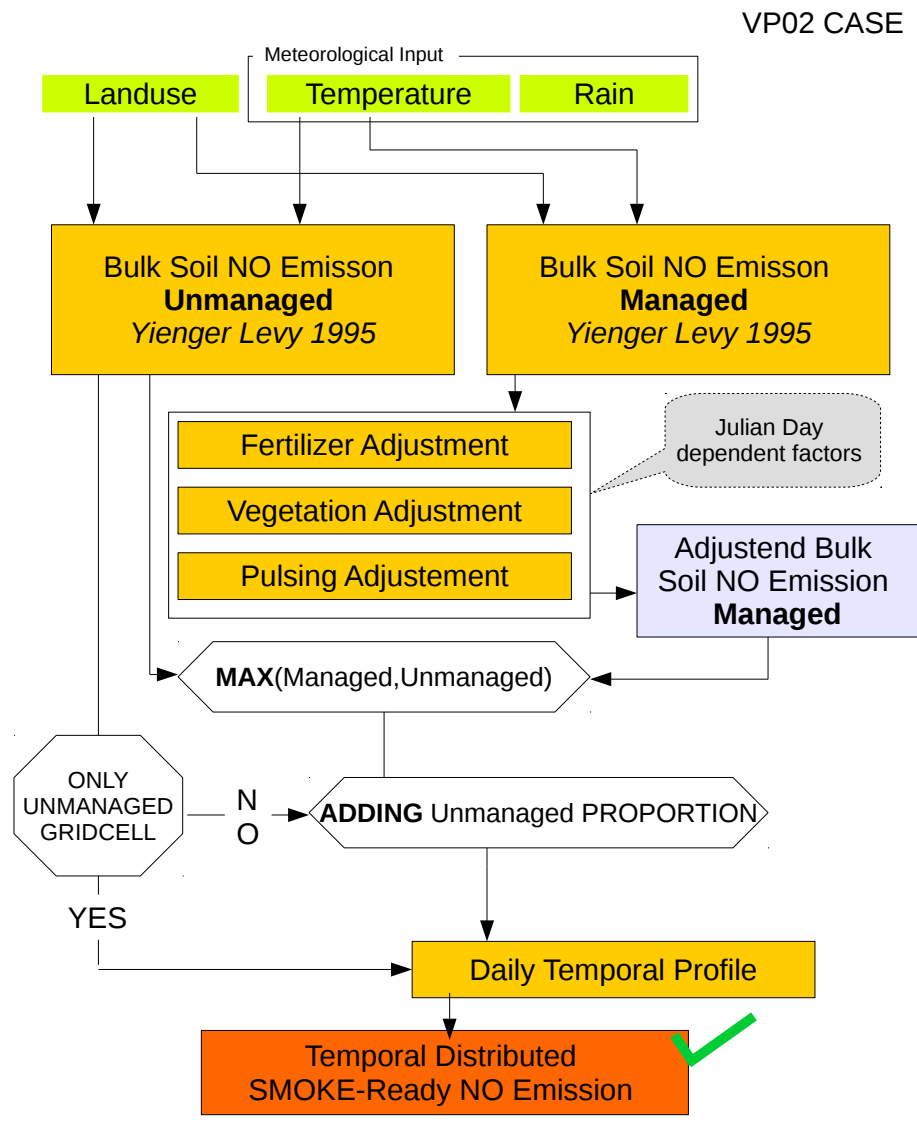 VP02 CASE
Meteorological Input
Landuse
Temperature
Rain
Bulk Soil NO Emisson
Unmanaged
Yienger Levy 1995
Bulk Soil NO Emisson
Managed
Yienger Levy 1995
Fertilizer Adjustment
Vegetation Adjustment
Pulsing Adjustement
Julian Day
dependent factors
Adjustend Bulk
Soil NO Emission
Managed
MAX(Managed,Unmanaged)
ONLY
UNMANAGED
GRIDCELL
N
O
ADDING Unmanaged PROPORTION
YES
Daily Temporal Profile
Temporal Distributed
SMOKE-Ready NO Emission